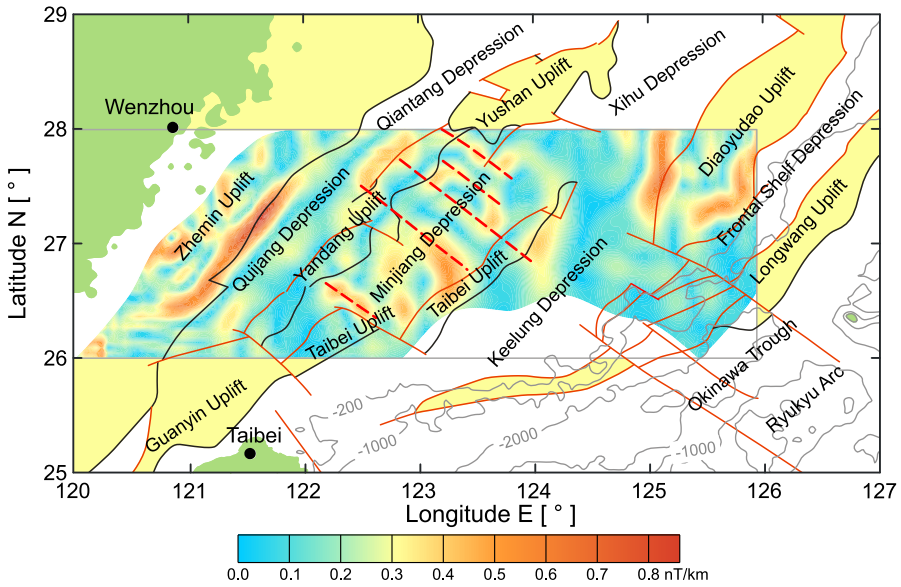 29
28
27
26
25
Latitude N [ ° ]
Wenzhou
Qiantang Depression
Yushan Uplift
Xihu Depression
Diaoyudao Uplift
Frontal Shelf Depression
Longwang Uplift
Zhemin Uplift
Quijang Depression
Yandang Uplift
Minjiang Depression
Taibei Uplift
Taibei Uplift
Keelung Depression
Okinawa Trough
Ryukyu Arc
Guanyin Uplift
Taibei
-200
-1000
-2000
-1000
120 121 122 123 124 125 126 127
Longitude E [ ° ]
0.0 0.1 0.2 0.3 0.4 0.5 0.6 0.7 0.8 nT/km